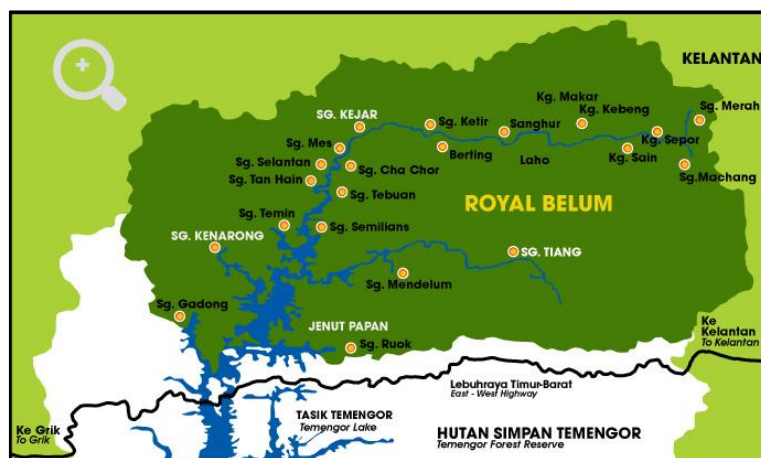 KELANTAN
Kg. Makar
Kg. Kebeng
Sg. Merah
SG. KEJAR
Sg. Ketir
Sanghur
Kg. Sepor
Sg. Mes
Berting
Laho
Kg. Sain
Sg. Selantan
Sg. Cha Chor
Sg.Machang
Sg. Tan Hain
Sg. Tebuan
ROYAL BELUM
Sg. Temin
Sg. Semilians
SG. KENARONG
SG. TIANG
Sg. Mendelum
Sg. Gadong
JENUT PAPAN
Ke
Kelantan
To Kelantan
Sg. Ruok
Lebuhraya Timur-Barat
East - West Highway
TASIK TEMENGOR
Temengor Lake
Ke Grik
To Grik
HUTAN SIMPAN TEMENGOR
Temengor Forest Reserve